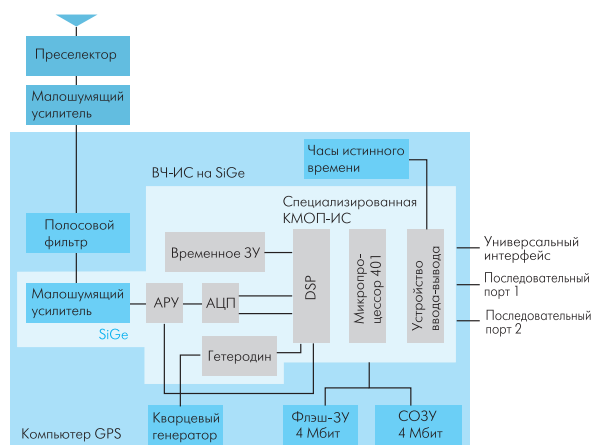 Преселектор
Малошумящий
усилитель
Часы истинного
времени
ВЧ-ИС на SiGe
Специализированная
КМОП-ИС
Полосовой
фильтр
Временное ЗУ
DSP
Микропро-
цессор 401
Устройство
ввода-вывода
Универсальный
интерфейс
Последовательный
порт 1
Последовательный
порт 2
Малошумящий
усилитель
АРУ
АЦП
SiGe
Гетеродин
Кварцевый
генератор
Флэш-ЗУ
4 Мбит
СОЗУ
4 Мбит
Компьютер GPS